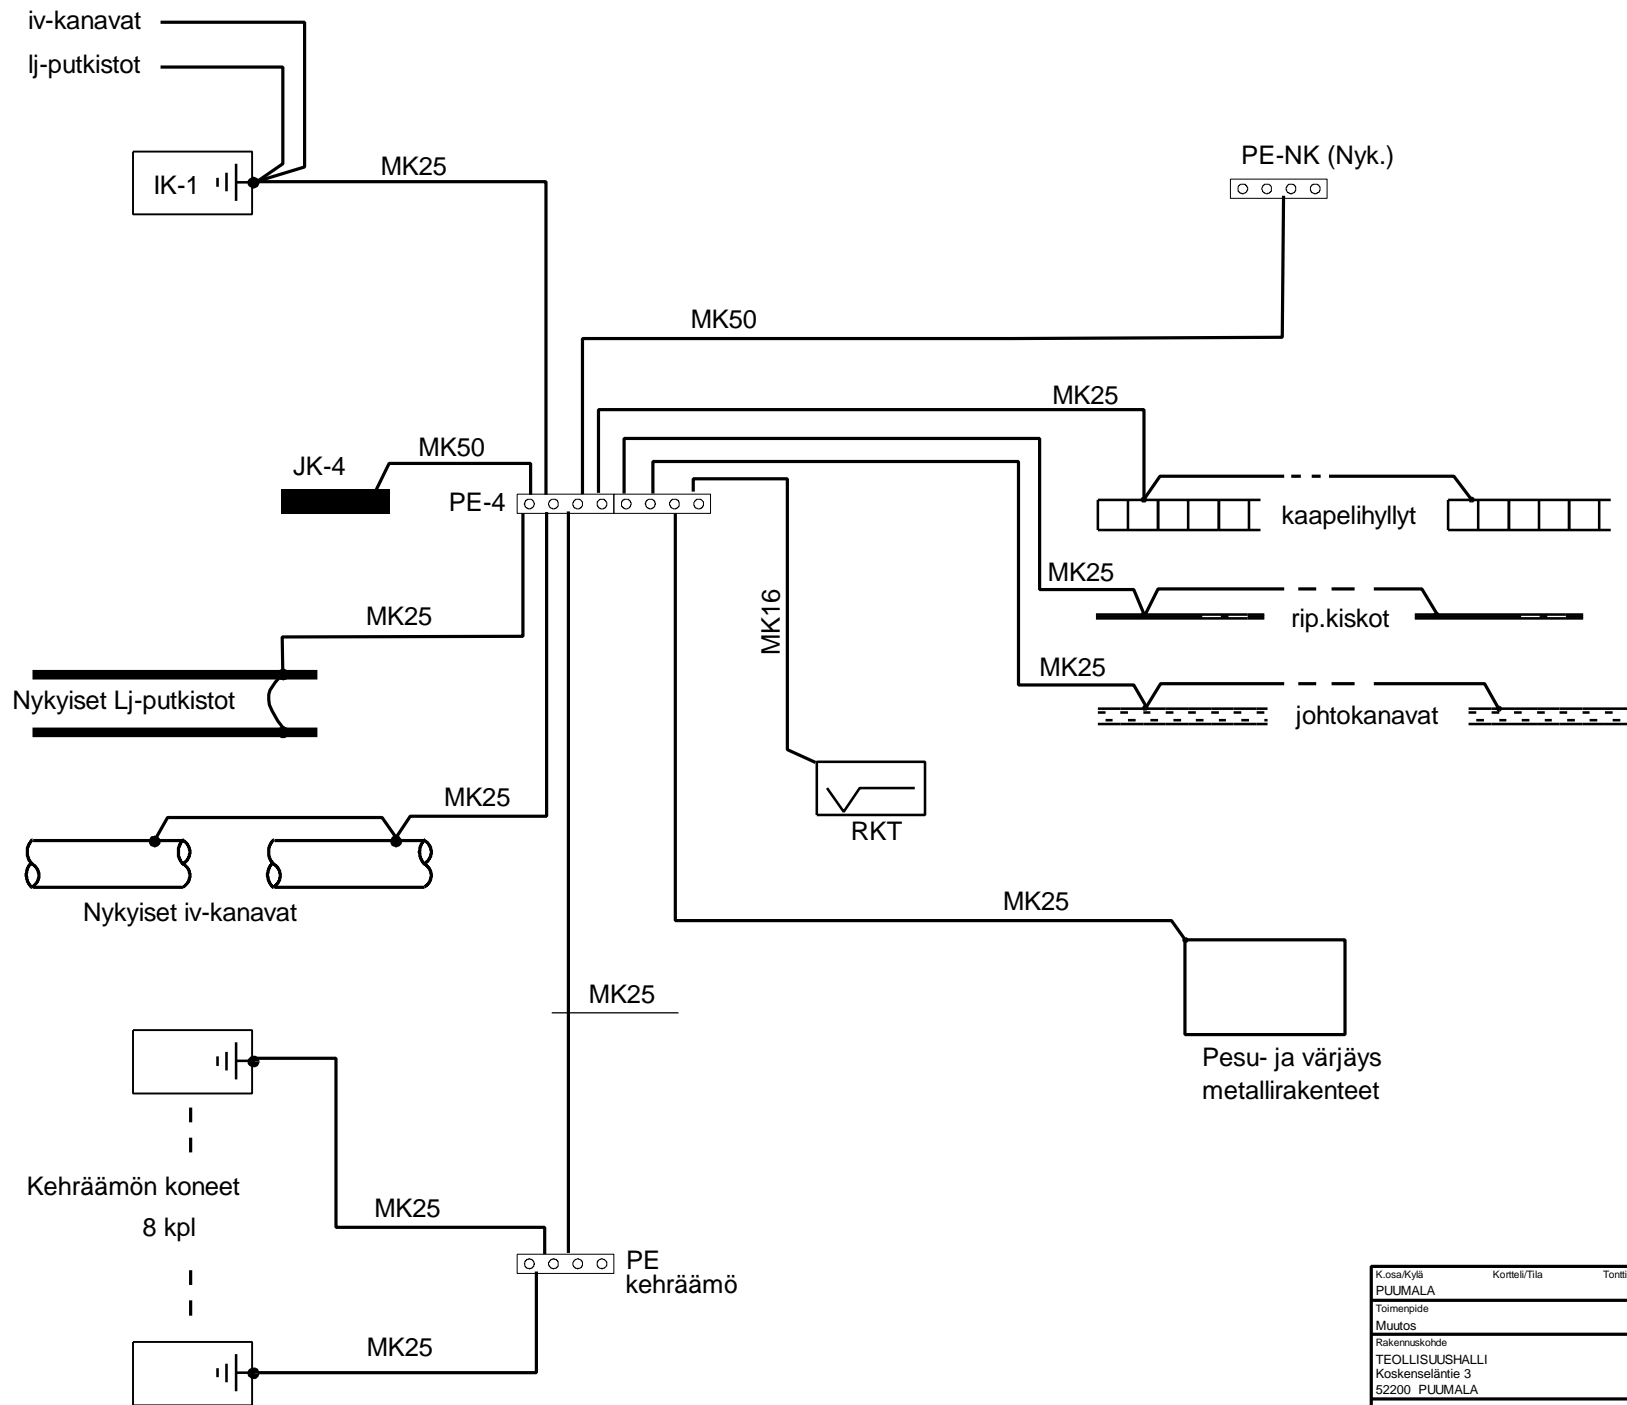 iv-kanavat
lj-putkistot
IK-1
MK25
PE-NK (Nyk.)
MK50
MK25
JK-4
MK50
PE-4
kaapelihyllyt
MK25
rip.kiskot
MK16
MK25
Nykyiset Lj-putkistot
MK25
johtokanavat
MK25
RKT
Nykyiset iv-kanavat
MK25
MK25
Pesu- ja värjäys
metallirakenteet
Kehräämön koneet
8 kpl
MK25
PE
kehräämö
MK25
K.osa/Kylä Kortteli/Tila Tontti
PUUMALA
Toimenpide
Muutos
Rakennuskohde
TEOLLISUUSHALLI
Koskenseläntie 3
52200 PUUMALA